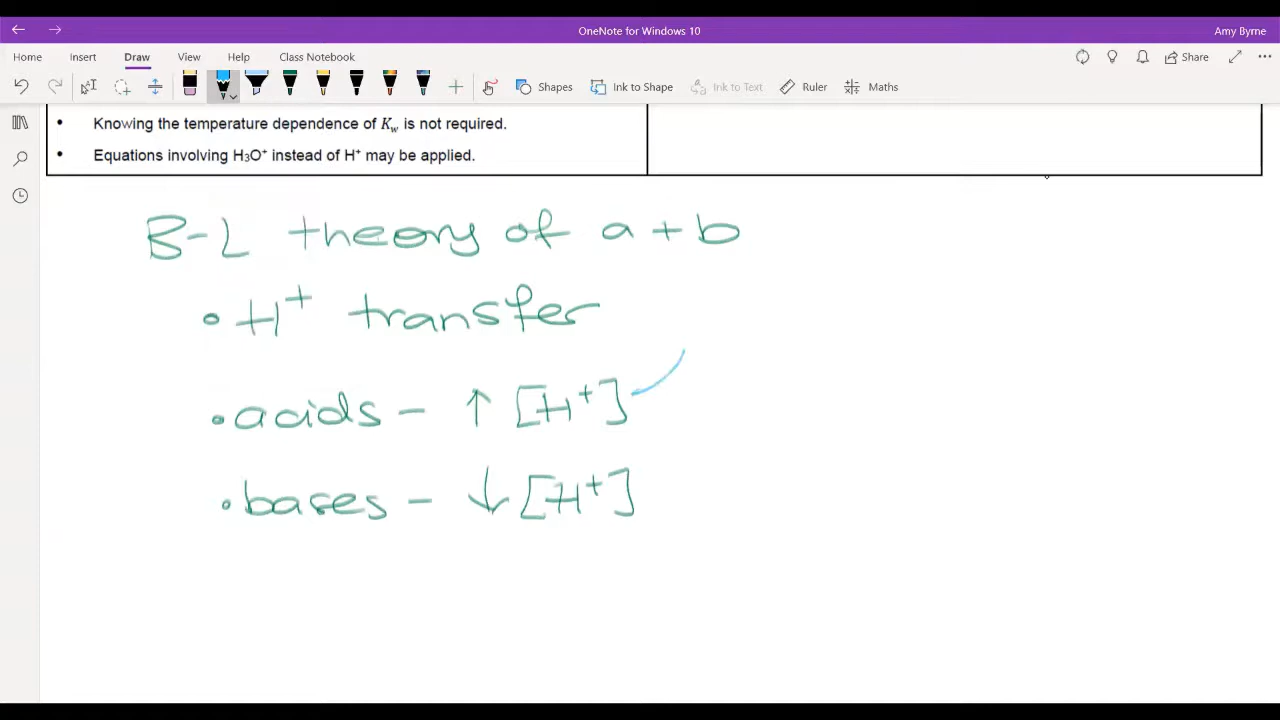 OneNote for Windows 10
Amy Byrne
Home Insert Draw View Help Class Notebook Share
Shapes Ink to Shape Ink to Text Ruler Maths
• Knowing the temperature dependence of Kw is not required.
• Equations involving H₃O⁺ instead of H⁺ may be applied.
B-L theory of a + b
• H⁺ transfer
• acids - ↑ [H⁺]
• bases - ↓ [H⁺]